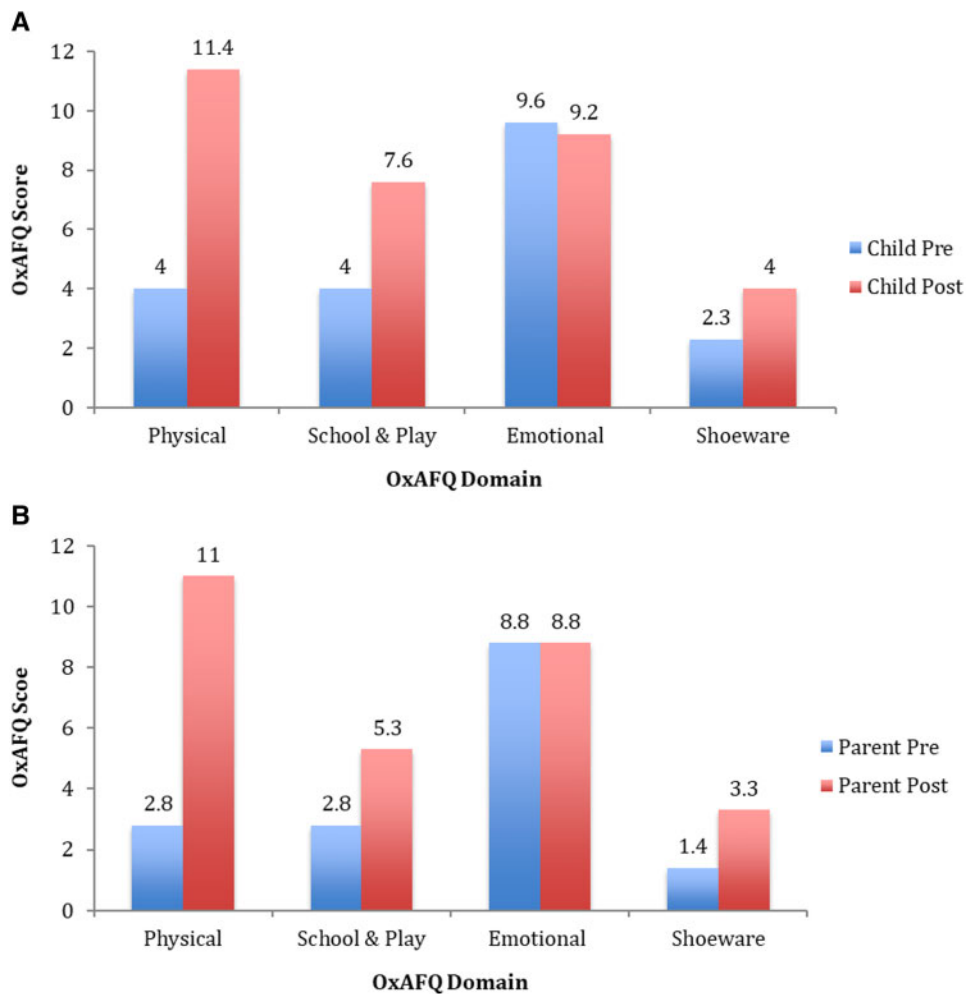 A
12
10
8
6
4
2
0
OxAFQ Score
4
11.4
4
7.6
9.6
9.2
2.3
4
Physical
School & Play
Emotional
Shoeware
OxAFQ Domain
Child Pre
Child Post
B
12
10
8
6
4
2
0
OxAFQ Scoe
2.8
11
2.8
5.3
8.8
8.8
1.4
3.3
Physical
School & Play
Emotional
Shoeware
OxAFQ Domain
Parent Pre
Parent Post